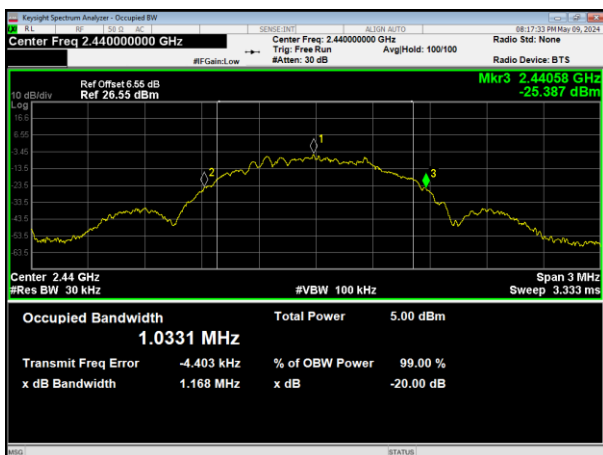 Keysight Spectrum Analyzer - Occupied BW
RL RF 50 Ω AC SENSE:INT ALIGN AUTO 08:17:33 PM May 09, 2024
Center Freq 2.440000000 GHz Center Freq: 2.440000000 GHz Radio Std: None
Trig: Free Run Avg|Hold: 100/100
#IFGain:Low #Atten: 30 dB Radio Device: BTS
Mkr3 2.44058 GHz
-25.387 dBm
Ref Offset 6.55 dB
10 dB/div Ref 26.55 dBm
Log
16.6
6.55
-3.45
-13.5
-23.5
-33.5
-43.5
-53.5
-63.5
1
2
3
Center 2.44 GHz Span 3 MHz
#Res BW 30 kHz #VBW 100 kHz Sweep 3.333 ms
Occupied Bandwidth Total Power 5.00 dBm
1.0331 MHz
Transmit Freq Error -4.403 kHz % of OBW Power 99.00 %
x dB Bandwidth 1.168 MHz x dB -20.00 dB
MSG STATUS